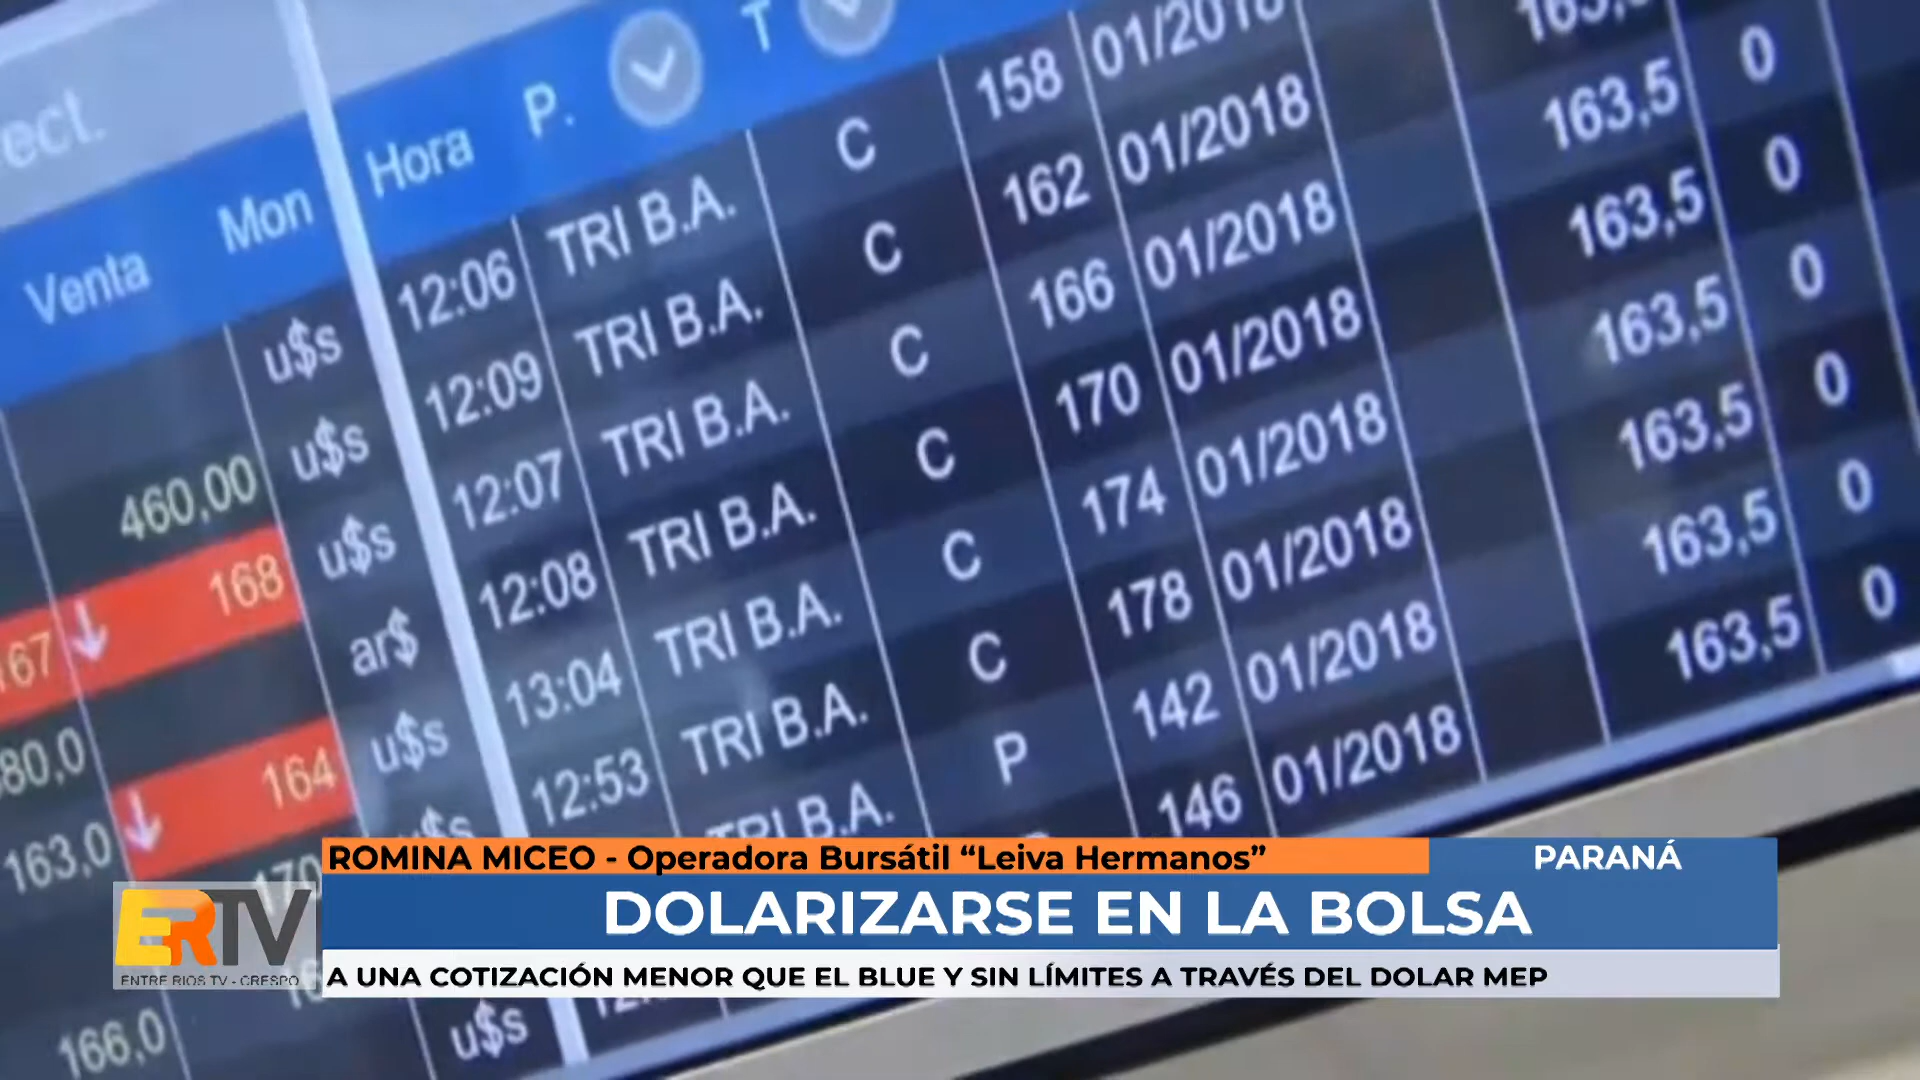 ect.
Venta Mon Hora P. T
u$s 12:06 TRI B.A. C 158 01/2018
460,00 u$s 12:09 TRI B.A. C 162 01/2018 163,5 0
168 u$s 12:07 TRI B.A. C 166 01/2018 163,5 0
67 ar$ 12:08 TRI B.A. C 170 01/2018 163,5 0
80,0 164 u$s 13:04 TRI B.A. C 174 01/2018 163,5 0
163,0 170 u$s 12:53 TRI B.A. C 178 01/2018 163,5 0
TRI B.A. P 142 01/2018 163,5 0
146 01/2018
166,0 u$s
ROMINA MICEO - Operadora Bursátil “Leiva Hermanos” PARANÁ
DOLARIZARSE EN LA BOLSA
A UNA COTIZACIÓN MENOR QUE EL BLUE Y SIN LÍMITES A TRAVÉS DEL DOLAR MEP
ERTV
ENTRE RIOS TV - CRESPO